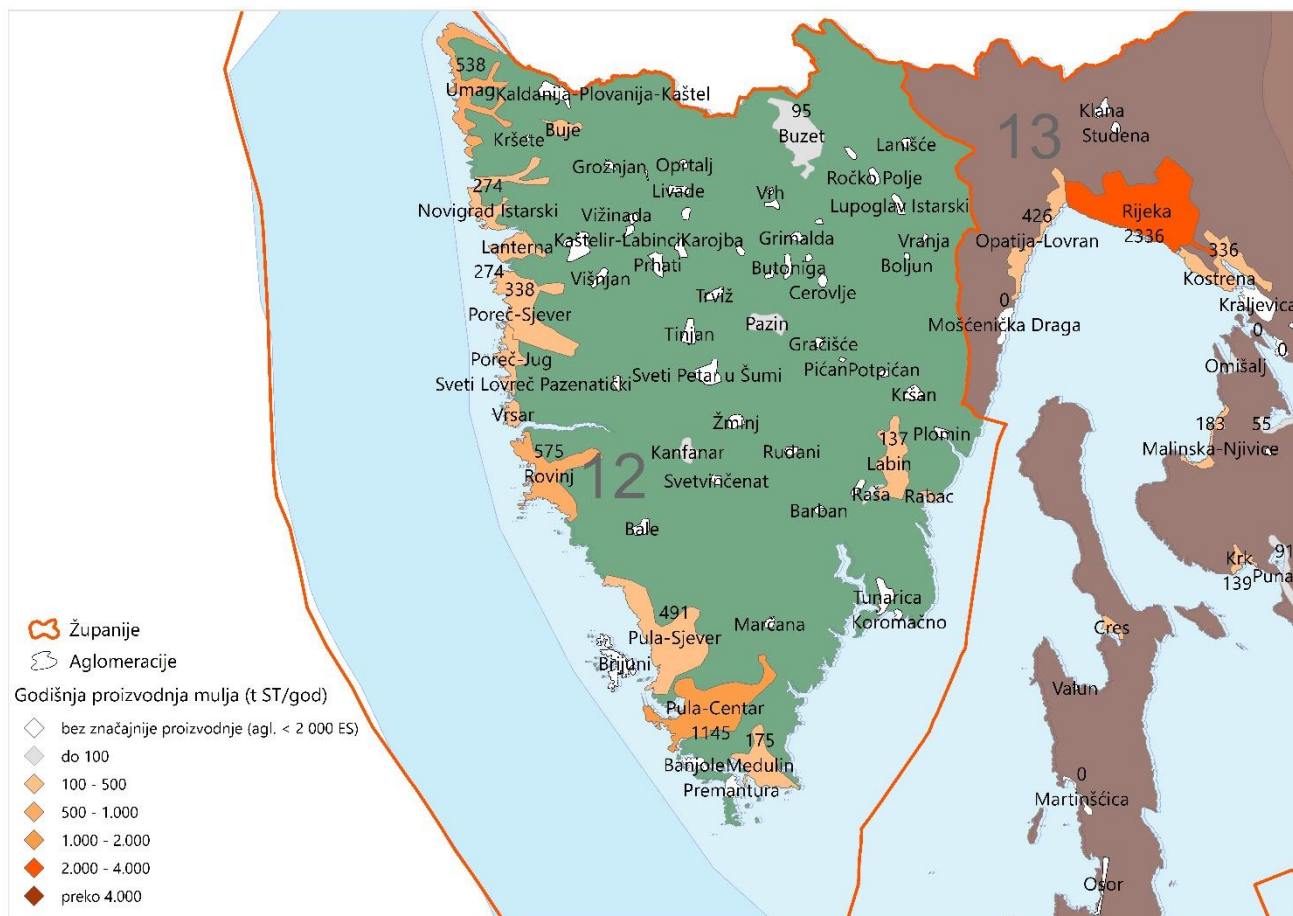 538
Umag
Kaldanija-Plovanija-Kaštel
Kršete
Buje
95
Buzet
Lanišće
13
Klana
Studena
Grožnjan
Oprtalj
Livade
Ročko Polje
Vrh
Lupoglav Istarski
274
Novigrad Istarski
Vižinada
Kaštelir-Labinci
Karojba
Grimalda
Vranja
426
Opatija-Lovran
Rijeka
2336
336
Kostrena
Kraljevica
Lanterna
Prhati
Butoniga
Boljun
274
338
Višnjan
Cerovlje
Poreč-Sjever
Trviž
0
Mošćenička Draga
0
0
Omišalj
Tinjan
Pazin
Gračišće
Poreč-Jug
Sveti Lovreč Pazenatički
Sveti Petar u Šumi
Pićan
Potpićan
Kršan
Vrsar
Žminj
183
55
Malinska-Njivice
575
Rovinj
12
Kanfanar
Rudani
137
Labin
Plomin
Svetvinčenat
Raša
Rabac
Barban
Bale
Krk
139
91
Puna
Tunarica
Koromačno
491
Pula-Sjever
Marčana
Cres
Brijuni
Valun
Pula-Centar
1145
175
Banjole
Medulin
Premantura
0
Martinšćica
Osor
Županije
Aglomeracije
Godišnja proizvodnja mulja (t ST/god)
bez značajnije proizvodnje (agl. < 2 000 ES)
do 100
100 - 500
500 - 1.000
1.000 - 2.000
2.000 - 4.000
preko 4.000